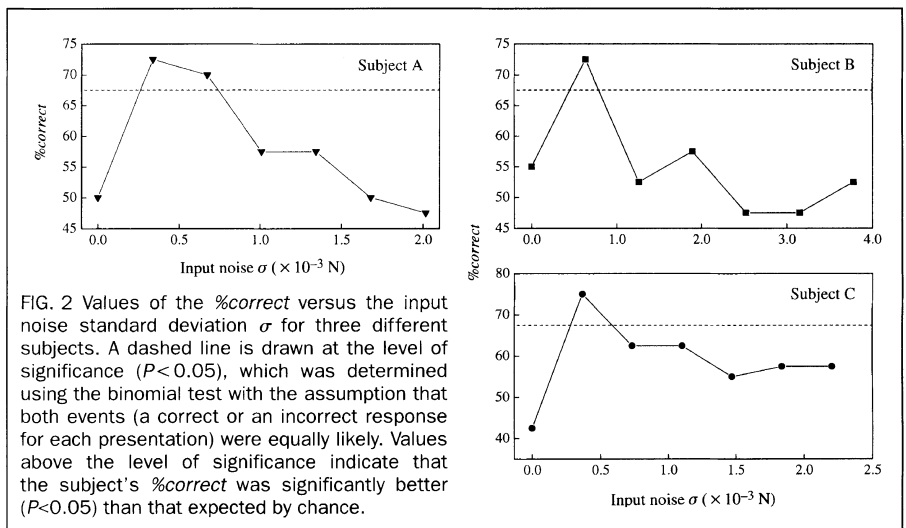 75
70
65
60
55
50
45
%correct
Subject A
0.0 0.5 1.0 1.5 2.0
Input noise σ ( × 10⁻³ N)
75
70
65
60
55
50
45
Subject B
0.0 1.0 2.0 3.0 4.0
%correct
80
70
60
50
40
Subject C
0.0 0.5 1.0 1.5 2.0 2.5
Input noise σ ( × 10⁻³ N)
FIG. 2 Values of the %correct versus the input
noise standard deviation σ for three different
subjects. A dashed line is drawn at the level of
significance (P< 0.05), which was determined
using the binomial test with the assumption that
both events (a correct or an incorrect response
for each presentation) were equally likely. Values
above the level of significance indicate that
the subject's %correct was significantly better
(P<0.05) than that expected by chance.